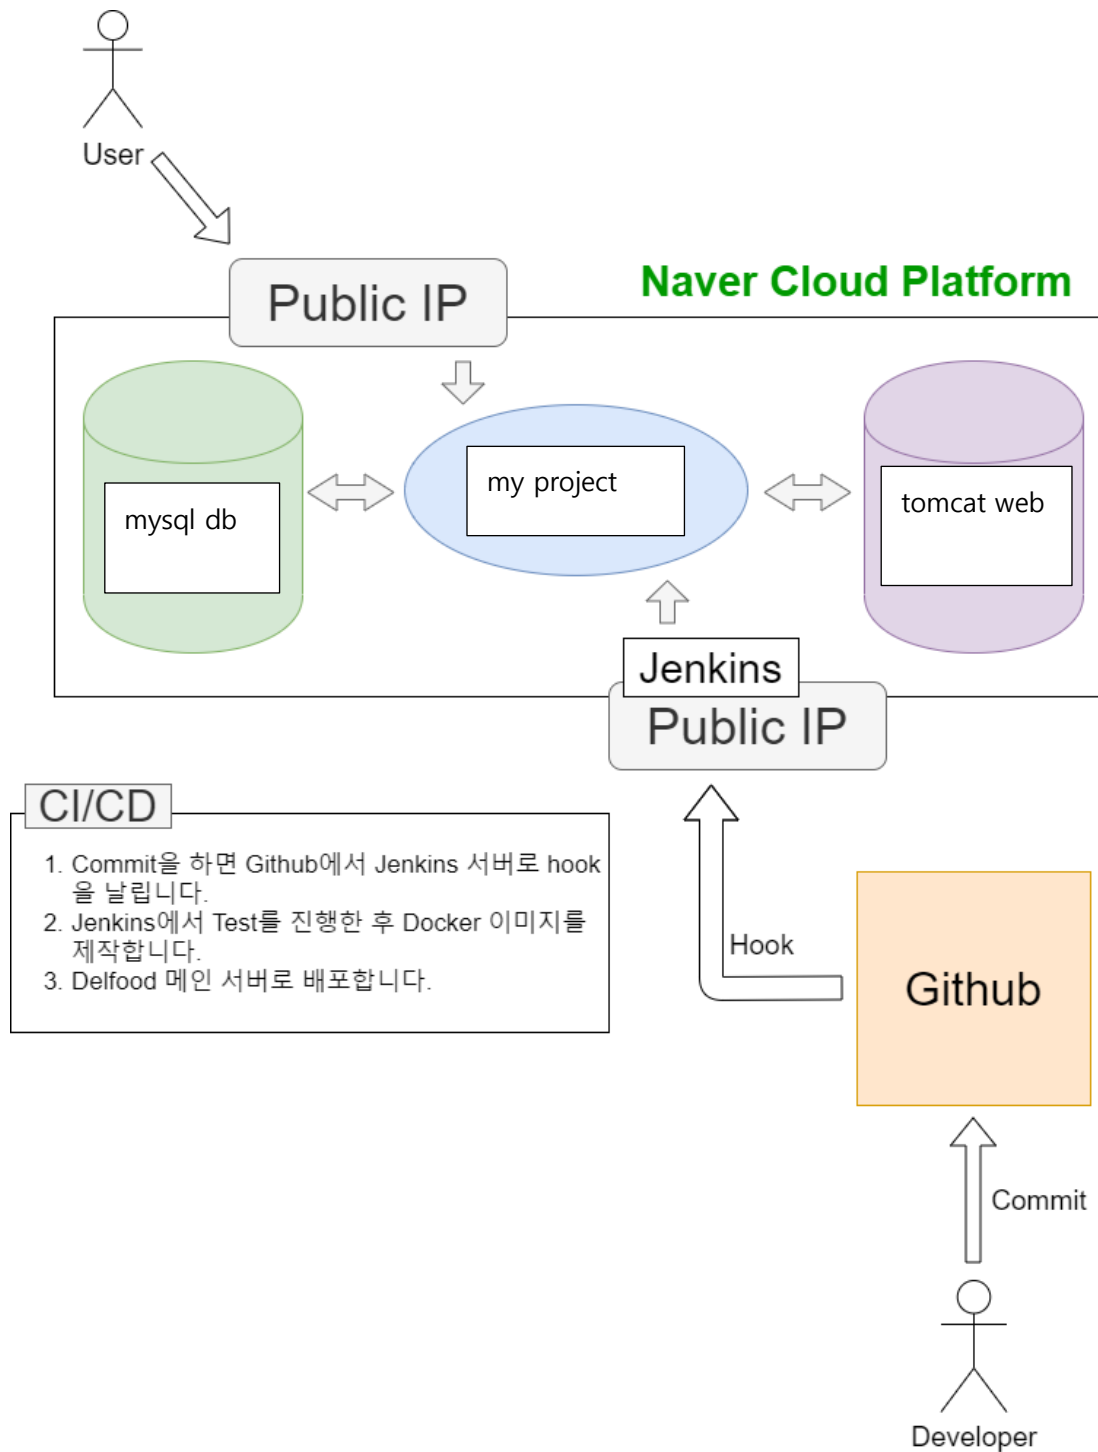 User
Public IP
Naver Cloud Platform
mysql db
my project
tomcat web
Jenkins
Public IP
CI/CD
1. Commit을 하면 Github에서 Jenkins 서버로 hook
을 날립니다.
2. Jenkins에서 Test를 진행한 후 Docker 이미지를
제작합니다.
3. Delfood 메인 서버로 배포합니다.
Hook
Github
Commit
Developer